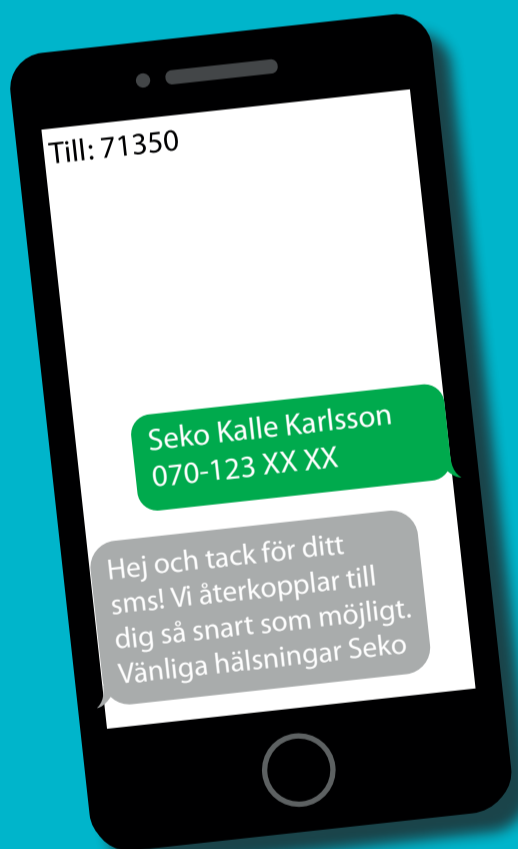 Till: 71350
Seko Kalle Karlsson
070-123 XX XX
Hej och tack för ditt
sms! Vi återkopplar till
dig så snart som möjligt.
Vänliga hälsningar Seko